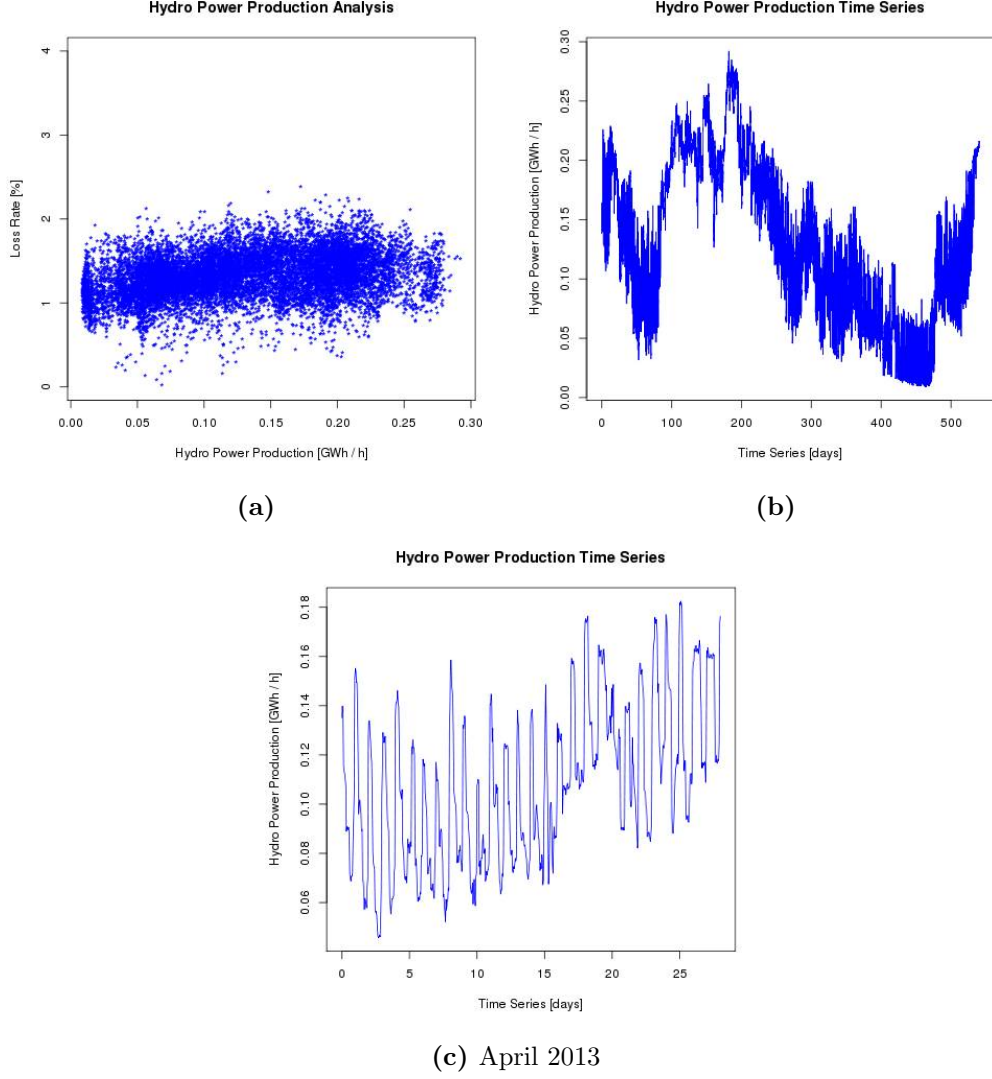 Hydro Power Production Analysis
Loss Rate [%]
4
3
2
1
0
0.00 0.05 0.10 0.15 0.20 0.25 0.30
Hydro Power Production [GWh / h]
(a)
Hydro Power Production Time Series
Hydro Power Production [GWh / h]
0.30
0.25
0.20
0.15
0.10
0.05
0.00
0 100 200 300 400 500
Time Series [days]
(b)
Hydro Power Production Time Series
Hydro Power Production [GWh / h]
0.18
0.16
0.14
0.12
0.10
0.08
0.06
0 5 10 15 20 25
Time Series [days]
(c) April 2013